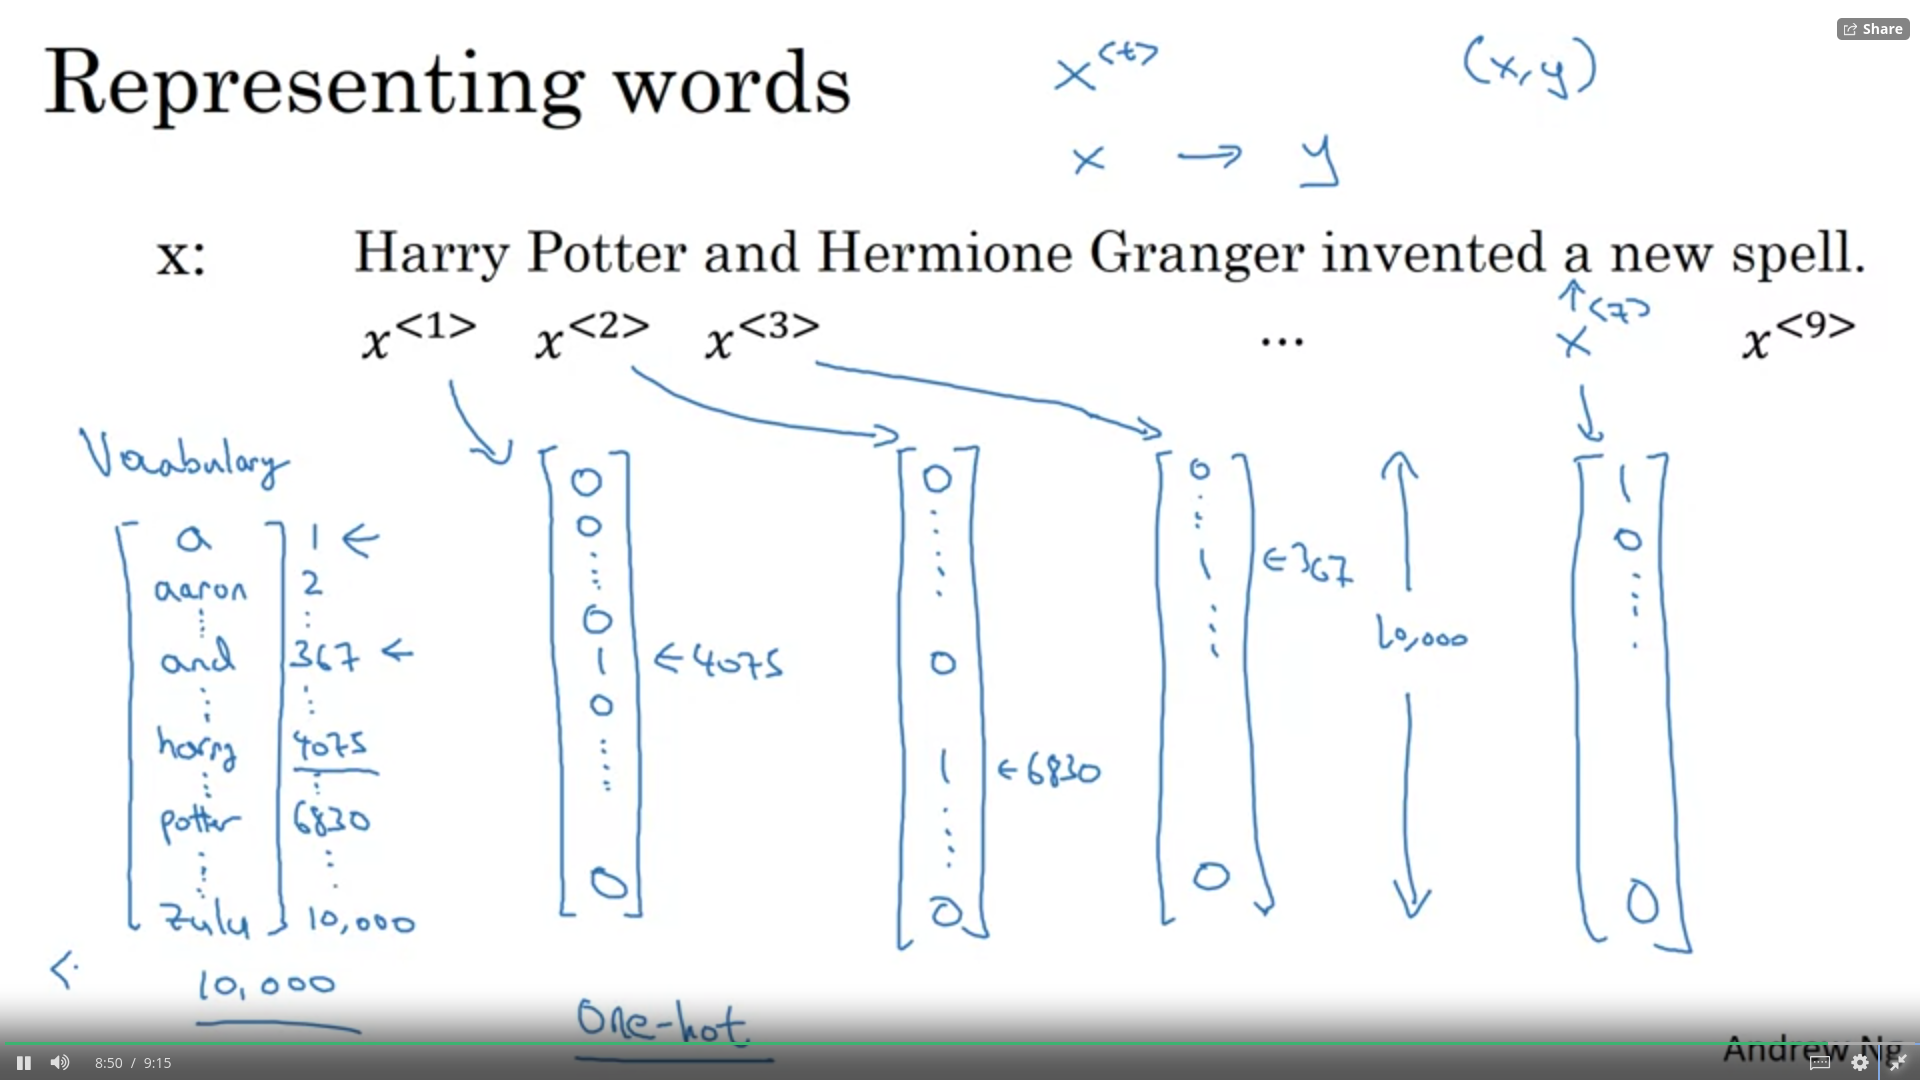 Share
Representing words
x<t>
(x,y)
x → y
x: Harry Potter and Hermione Granger invented a new spell.
x<1> x<2> x<3> ... x<7> x<9>
Vocabulary
a 1 ←
aaron 2
and 367 ←
harry 4075
potter 6830
zulu 10,000
10,000
0
0
0
1 ← 4075
0
0
0
0
1 ← 6830
0
0
1 ← 367
0
10,000
1
0
0
<
One-hot
Andrew Ng
8:50 / 9:15